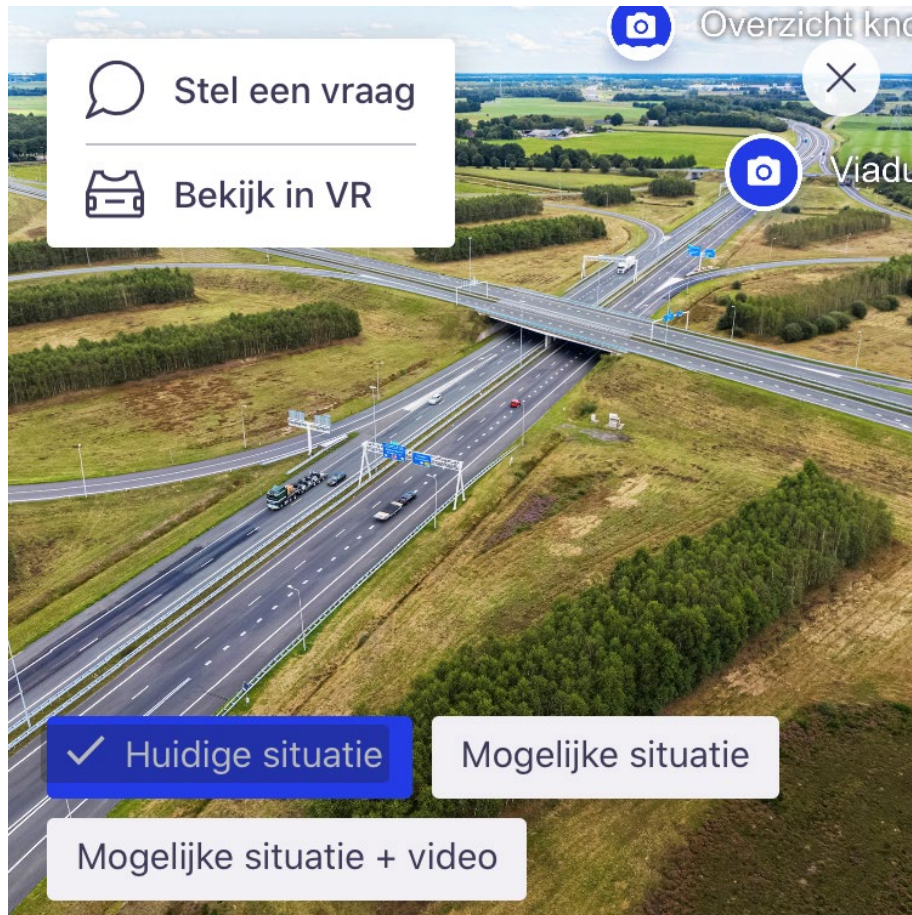 Overzicht kno
Stel een vraag
Bekijk in VR
Viadu
Huidige situatie
Mogelijke situatie
Mogelijke situatie + video